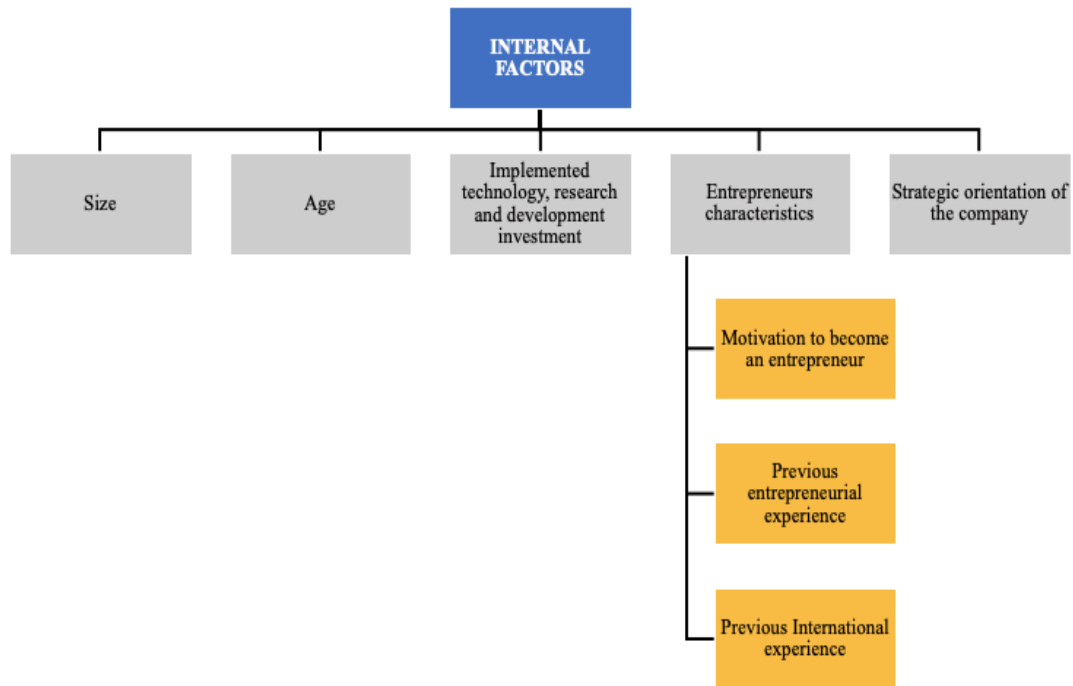 INTERNAL
FACTORS
Size
Age
Implemented
technology, research
and development
investment
Entrepreneurs
characteristics
Strategic orientation of
the company
Motivation to become
an entrepreneur
Previous
entrepreneurial
experience
Previous International
experience